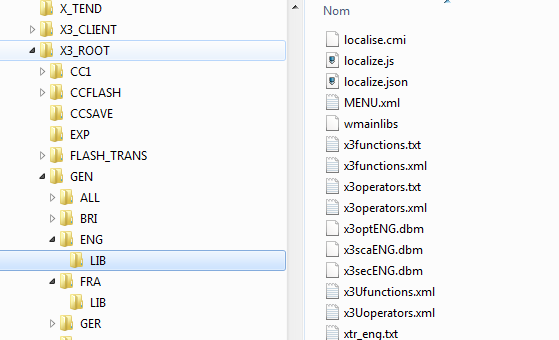 X_TEND
X3_CLIENT
X3_ROOT
CC1
CCFLASH
CCSAVE
EXP
FLASH_TRANS
GEN
ALL
BRI
ENG
LIB
FRA
LIB
GER
Nom
localise.cmi
localize.js
localize.json
MENU.xml
wmainlibs
x3functions.txt
x3functions.xml
x3operators.txt
x3operators.xml
x3optENG.dbm
x3scaENG.dbm
x3secENG.dbm
x3Ufunctions.xml
x3Uoperators.xml
xtr_eng.txt